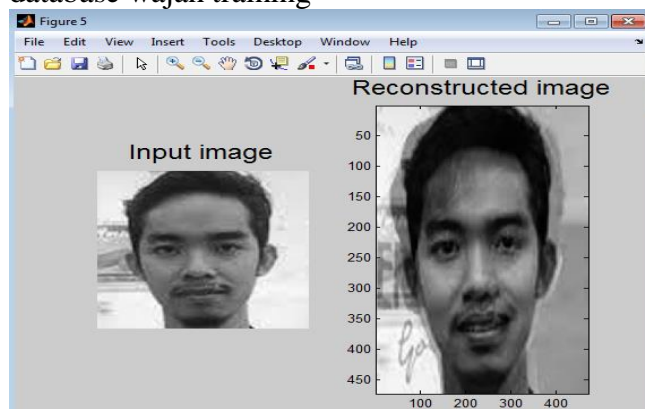 database wajah training
Figure 5
File Edit View Insert Tools Desktop Window Help
Input image
Reconstructed image
50
100
150
200
250
300
350
400
450
100 200 300 400
Ga